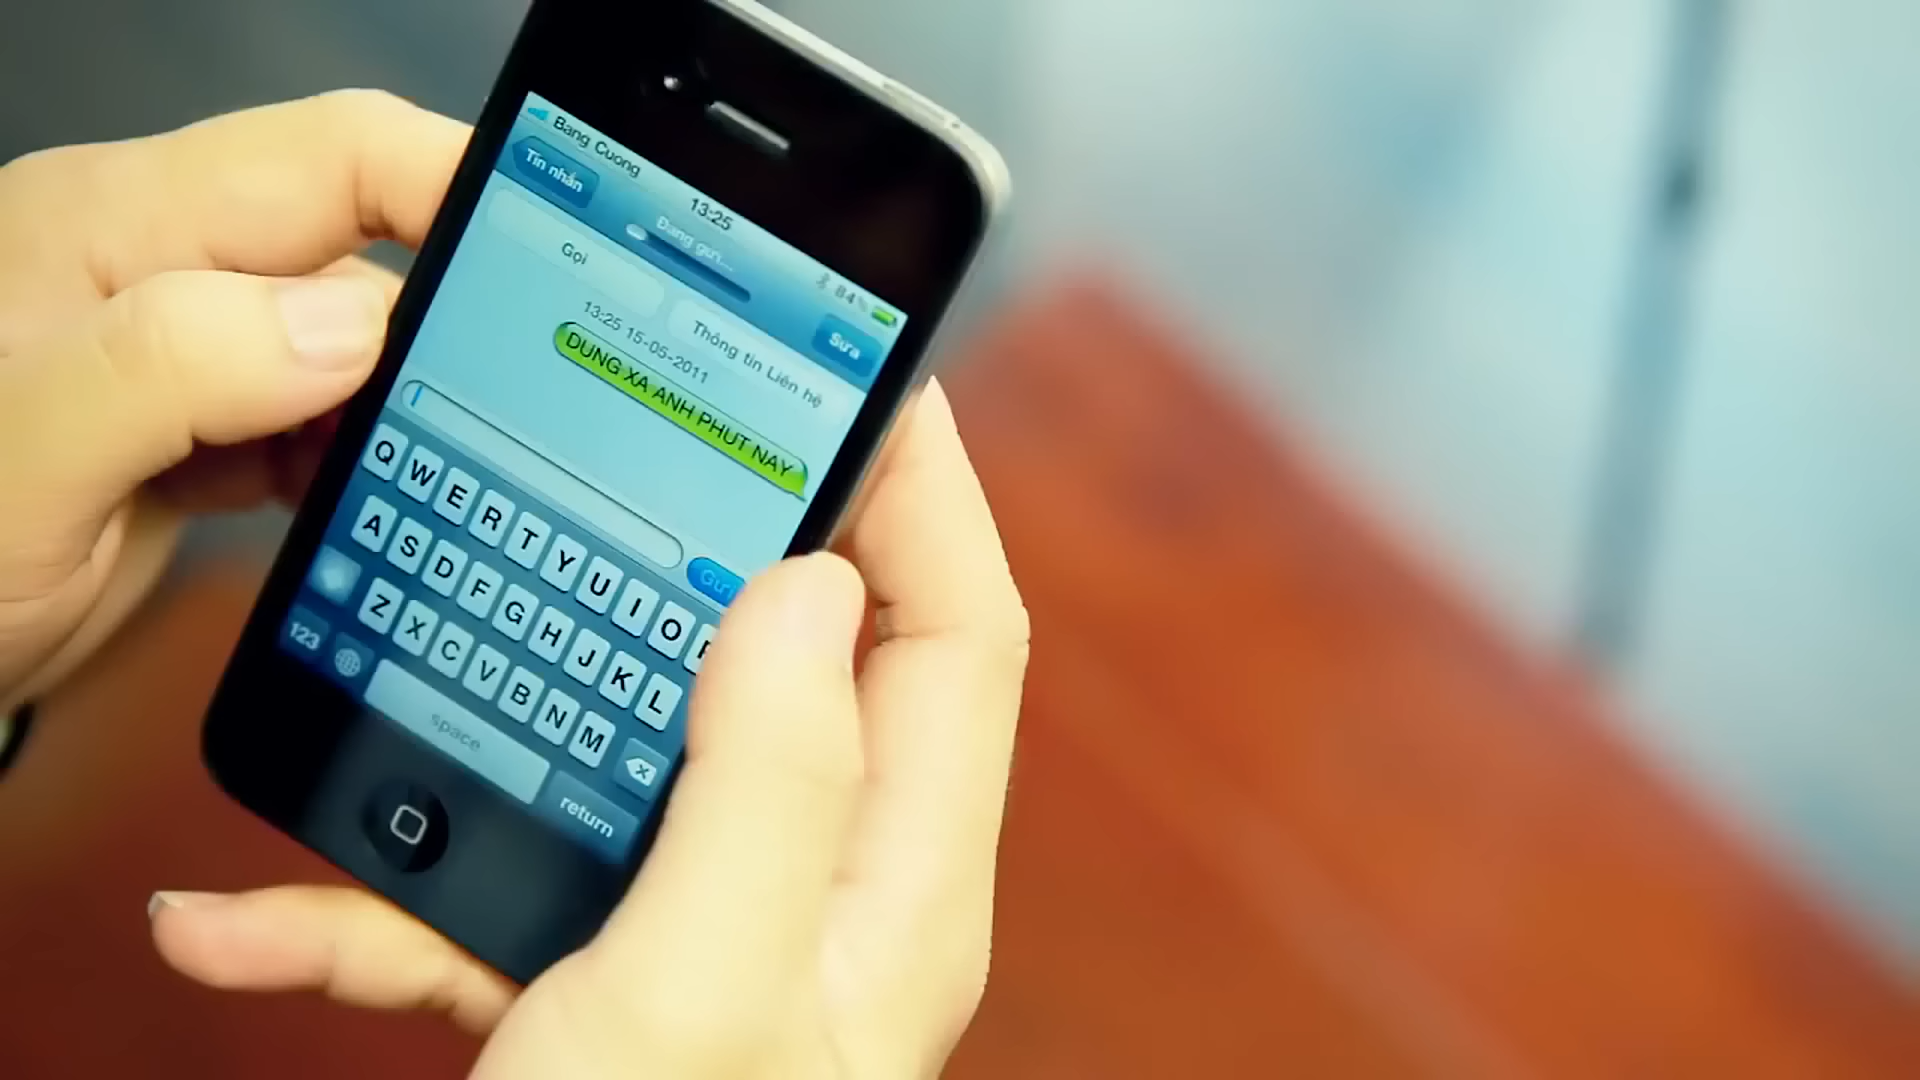 Bang Cuong
13:25
84%
Tin nhắn
Đang gửi...
Sửa
Gọi
Thông tin Liên hệ
13:25 15-05-2011
DUNG XA ANH PHUT NAY
Gửi
Q W E R T Y U I O P
A S D F G H J K L
Z X C V B N M
123
space
return